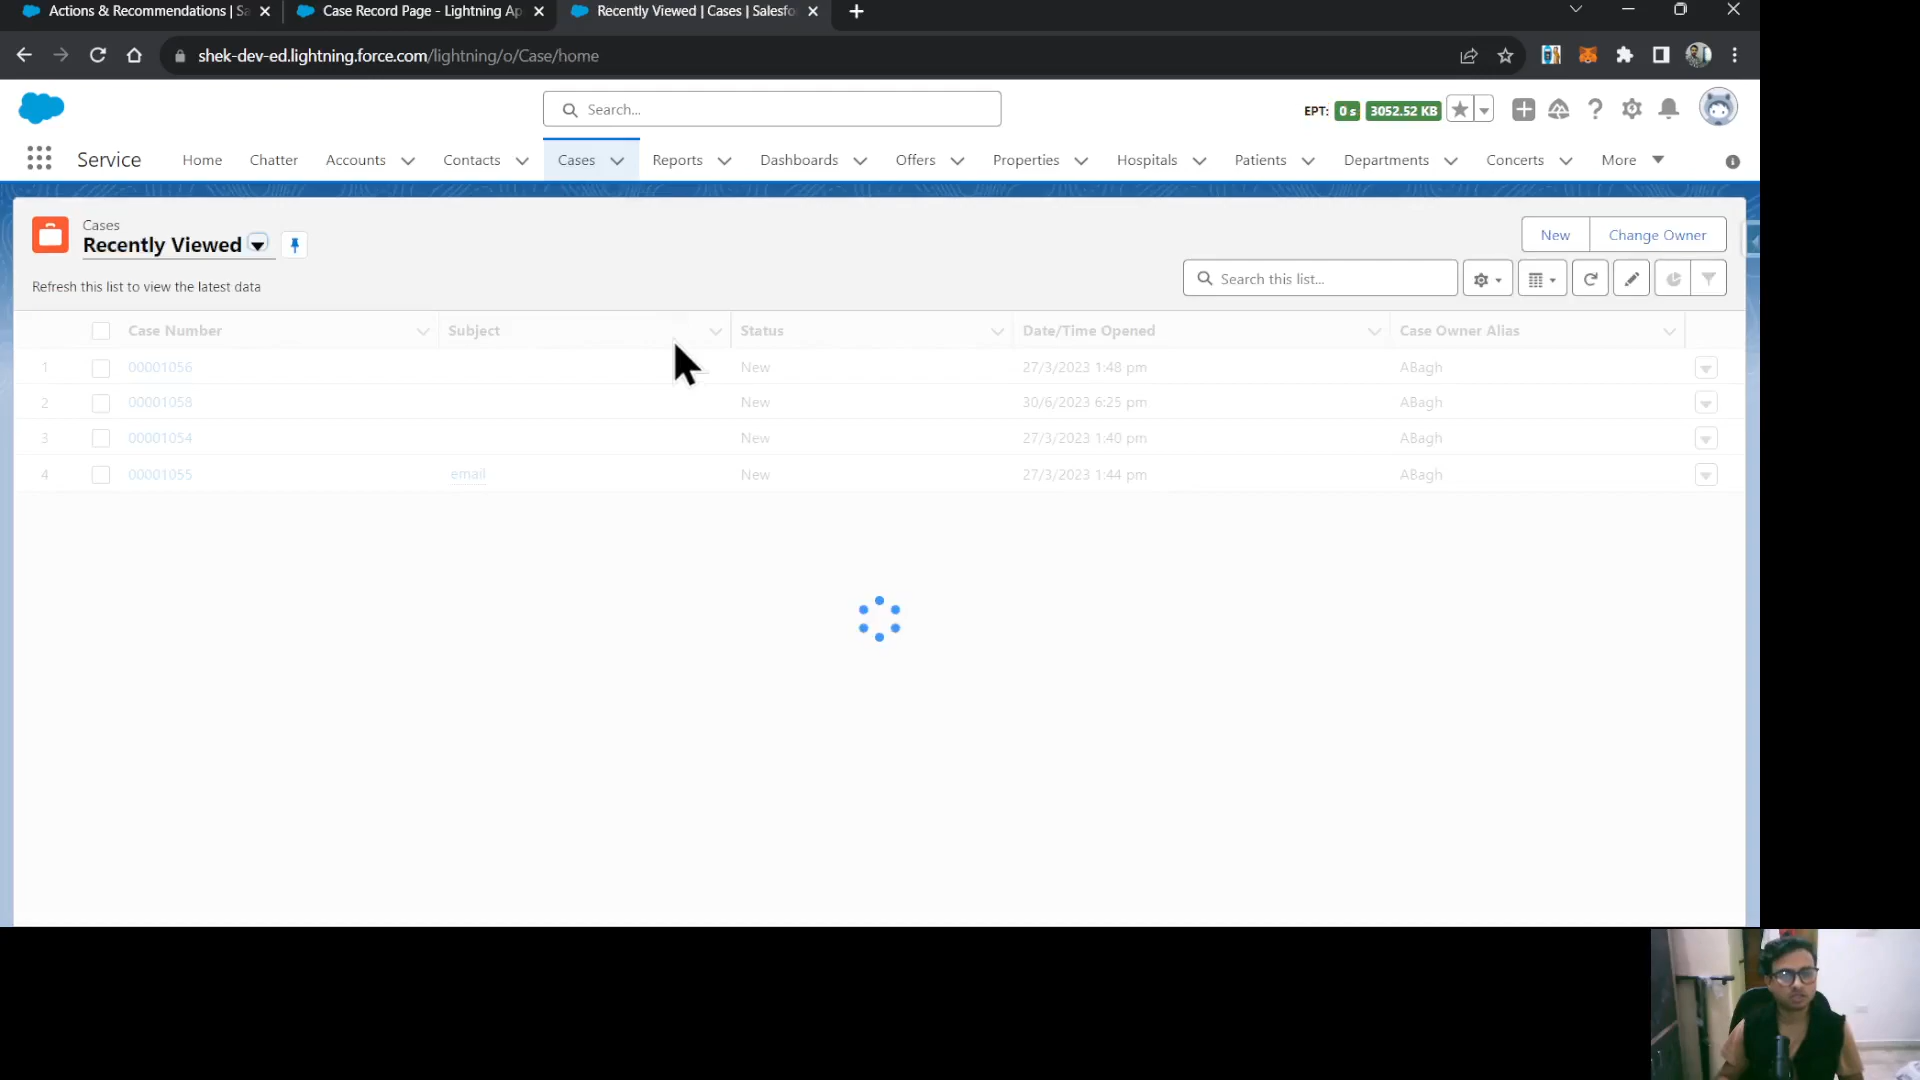 Actions & Recommendations | Sa
Case Record Page - Lightning Ap
Recently Viewed | Cases | Salesfo
shek-dev-ed.lightning.force.com/lightning/o/Case/home
Search...
EPT: 0 s 3052.52 KB
Service Home Chatter Accounts Contacts Cases Reports Dashboards Offers Properties Hospitals Patients Departments Concerts More
Cases
Recently Viewed
New Change Owner
Refresh this list to view the latest data
Search this list...
Case Number Subject Status Date/Time Opened Case Owner Alias
1 00001056 New 27/3/2023 1:48 pm ABagh
2 00001058 New 30/6/2023 6:25 pm ABagh
3 00001054 New 27/3/2023 1:40 pm ABagh
4 00001055 email New 27/3/2023 1:44 pm ABagh